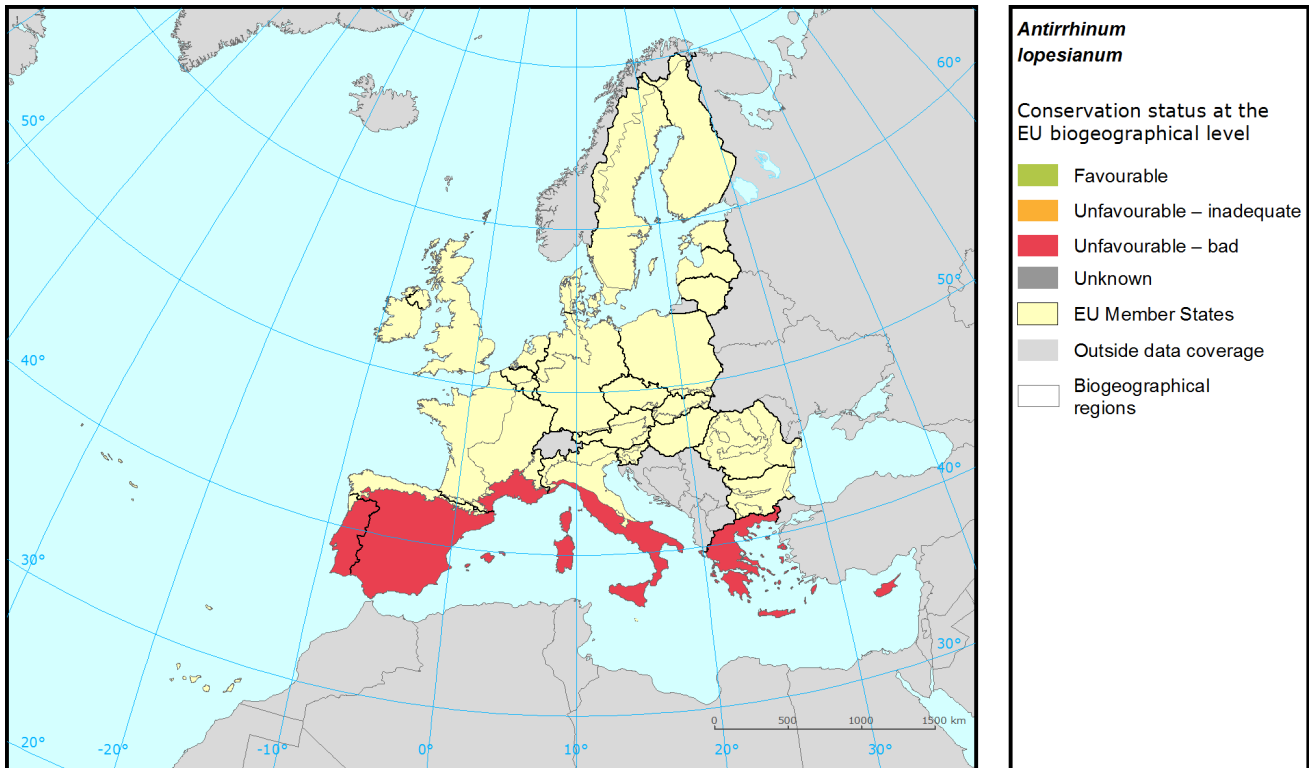 60°
50°
50°
40°
40°
30°
30°
0
500
1000
1500 km
20°
-20°
-10°
0°
10°
20°
30°
Antirrhinum
lopesianum
Conservation status at the
EU biogeographical level
Favourable
Unfavourable – inadequate
Unfavourable – bad
Unknown
EU Member States
Outside data coverage
Biogeographical
regions